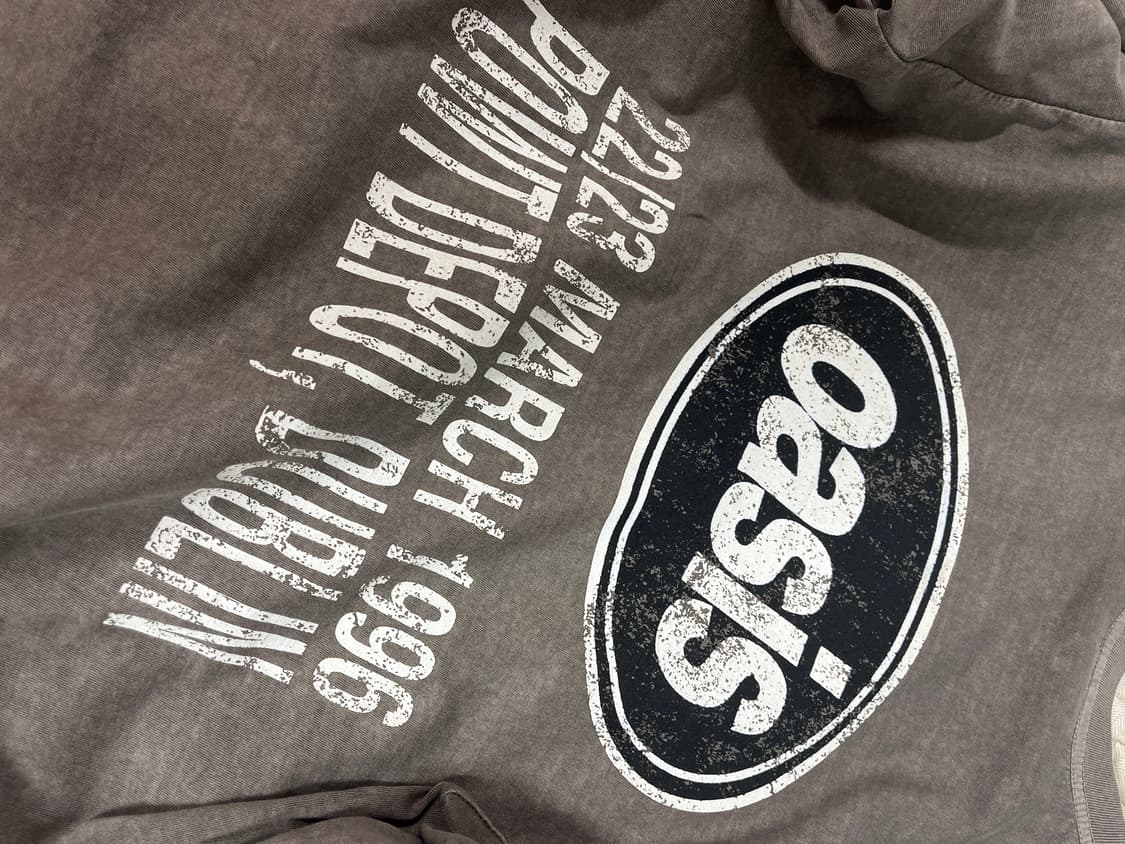 oasis
22/23 MARCH 1996
POINT DEPOT, DUBLIN